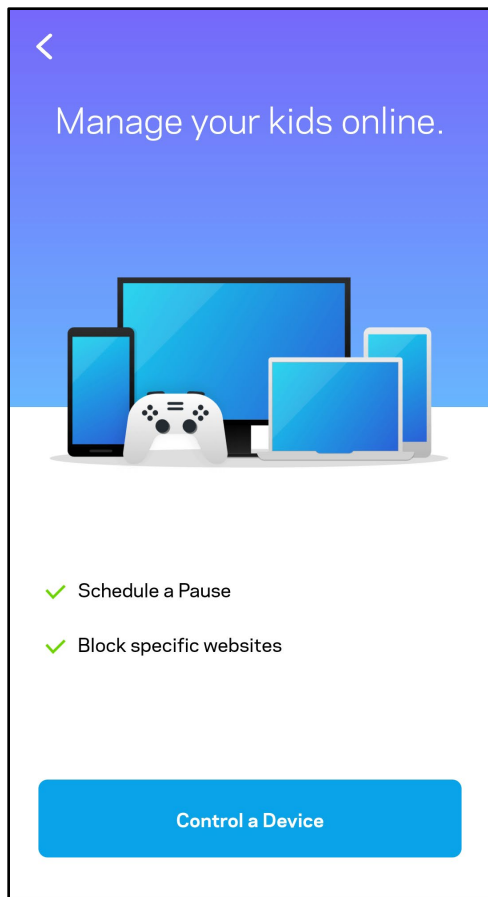 Manage your kids online.
Schedule a Pause
Block specific websites
Control a Device